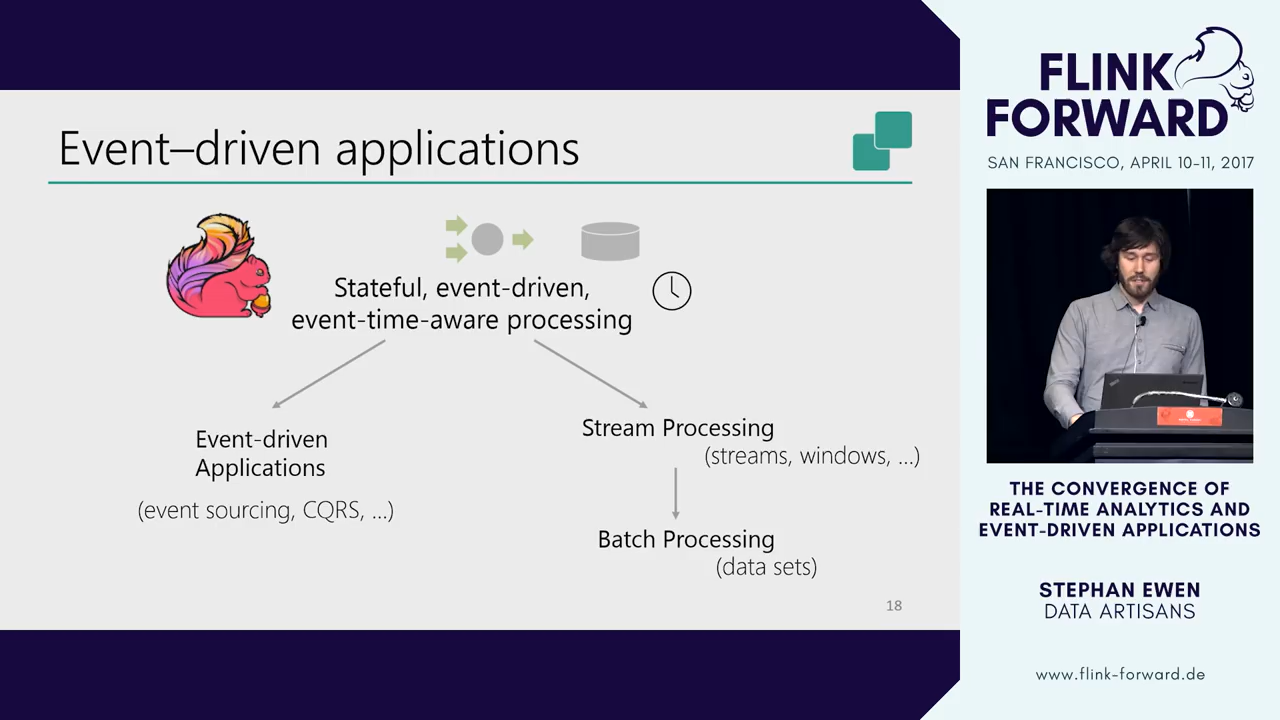 Event–driven applications
Stateful, event-driven,
event-time-aware processing
Event-driven
Applications
(event sourcing, CQRS, ...)
Stream Processing
(streams, windows, ...)
Batch Processing
(data sets)
18
FLINK
FORWARD
SAN FRANCISCO, APRIL 10-11, 2017
THE CONVERGENCE OF
REAL-TIME ANALYTICS AND
EVENT-DRIVEN APPLICATIONS
STEPHAN EWEN
DATA ARTISANS
www.flink-forward.de